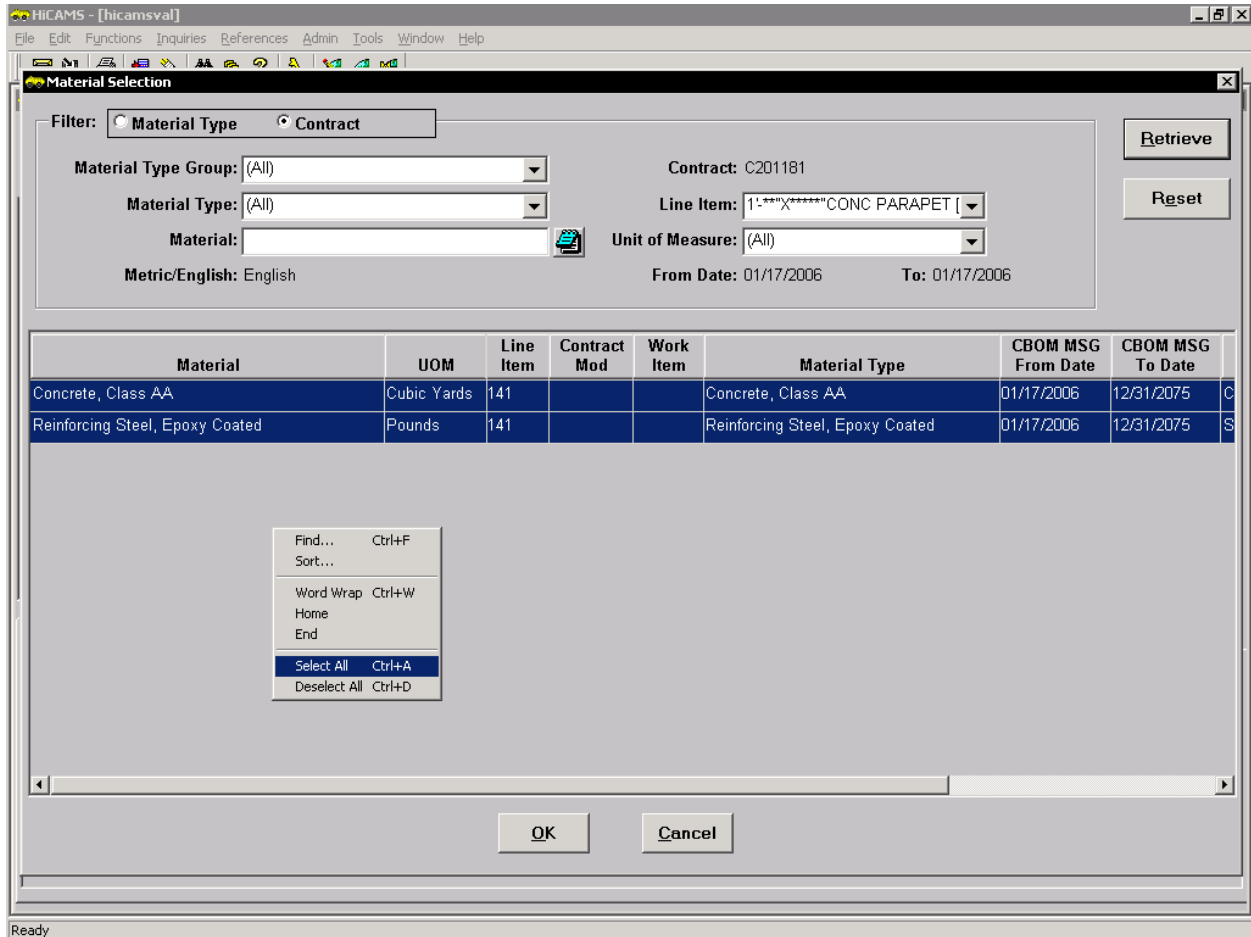 HiCAMS - [hicamsval]
File Edit Functions Inquiries References Admin Tools Window Help
Material Selection
Filter: Material Type Contract
Retrieve
Material Type Group: (All) Contract: C201181
Reset
Material Type: (All) Line Item: 1'-**"X*****"CONC PARAPET [
Material: Unit of Measure: (All)
Metric/English: English From Date: 01/17/2006 To: 01/17/2006
Material UOM Line Item Contract Mod Work Item Material Type CBOM MSG From Date CBOM MSG To Date
Concrete, Class AA Cubic Yards 141 Concrete, Class AA 01/17/2006 12/31/2075 C
Reinforcing Steel, Epoxy Coated Pounds 141 Reinforcing Steel, Epoxy Coated 01/17/2006 12/31/2075 S
Find... Ctrl+F
Sort...
Word Wrap Ctrl+W
Home
End
Select All Ctrl+A
Deselect All Ctrl+D
OK Cancel
Ready